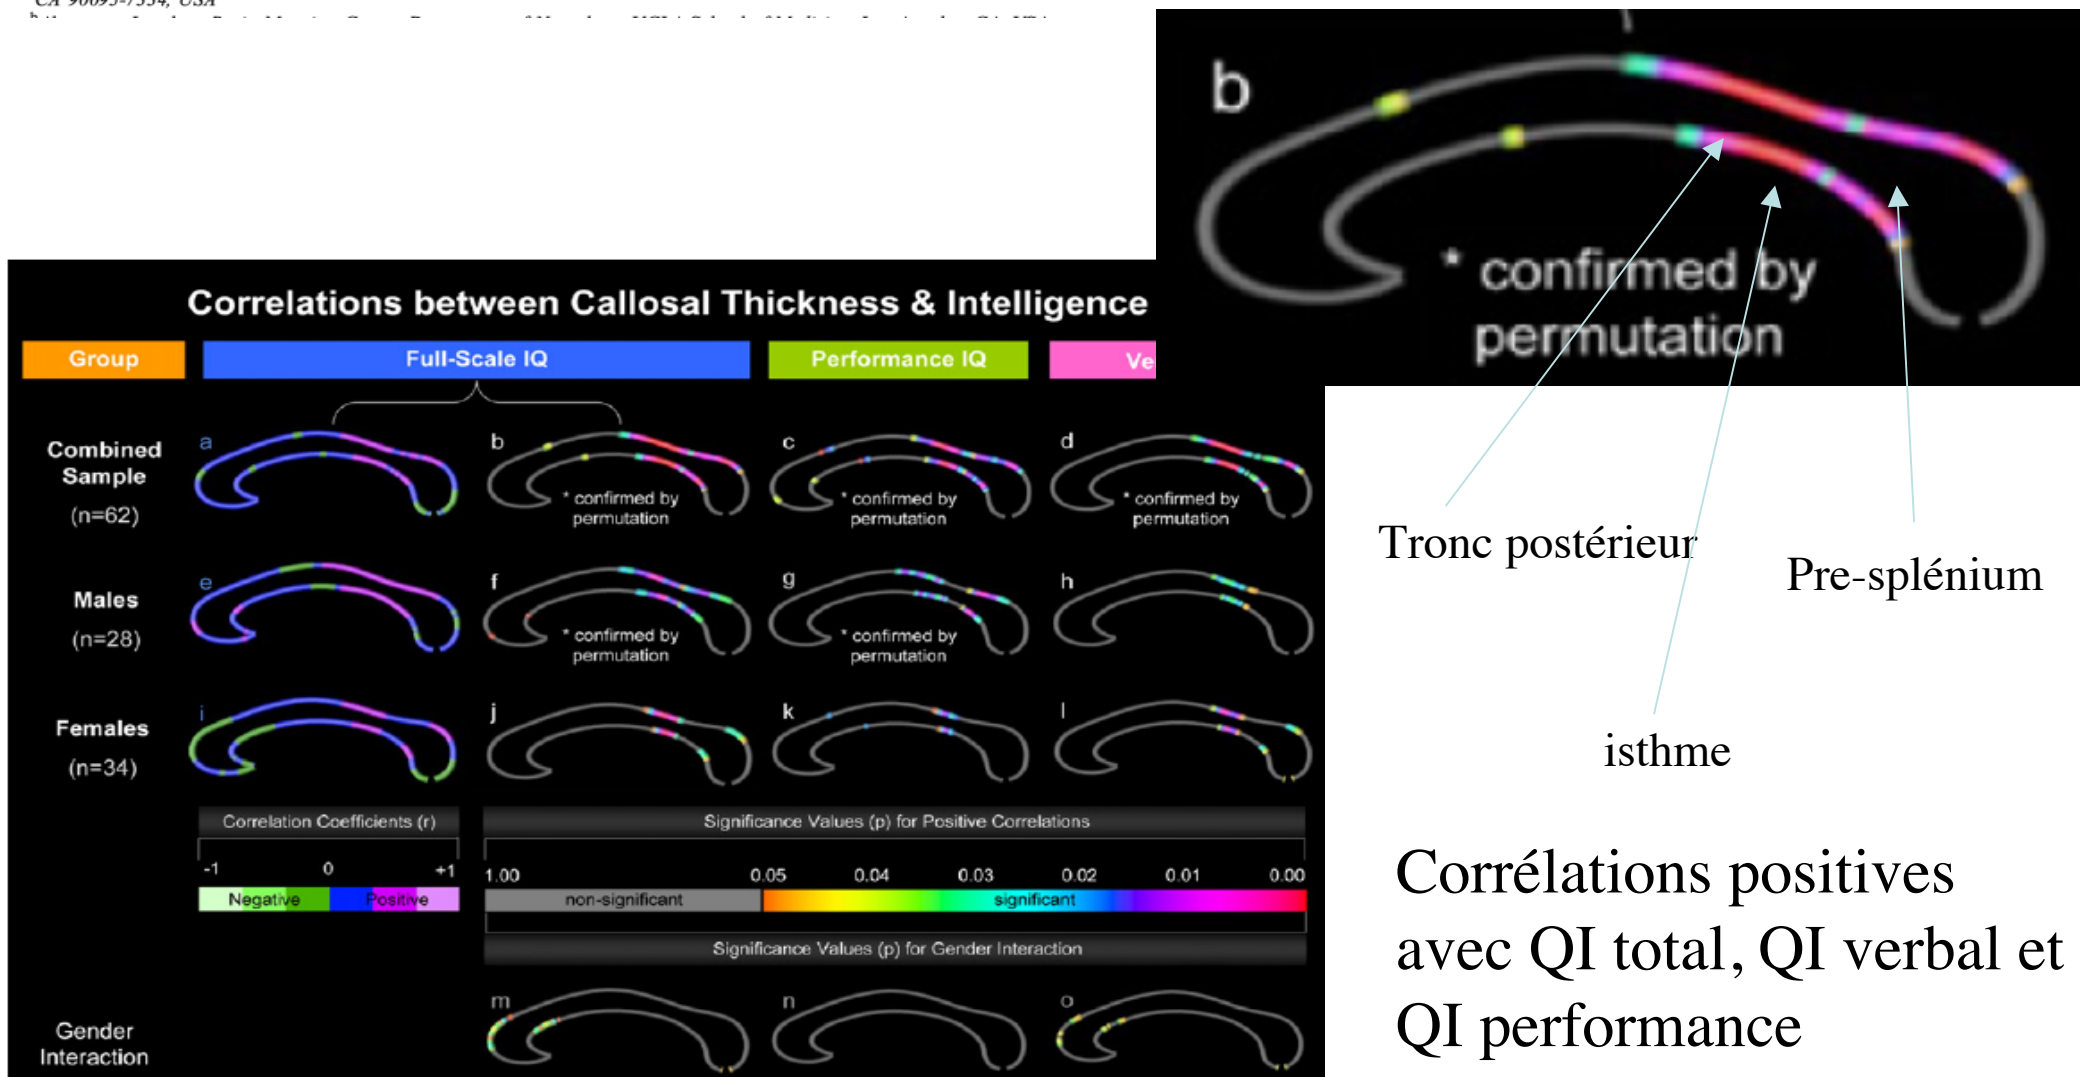 CA 90095-7334, USA
b
Correlations between Callosal Thickness & Intelligence
Group
Full-Scale IQ
Performance IQ
Combined
Sample
(n=62)
a
b
* confirmed by
permutation
c
* confirmed by
permutation
d
* confirmed by
permutation
Males
(n=28)
e
f
* confirmed by
permutation
g
* confirmed by
permutation
h
Females
(n=34)
i
j
k
l
Correlation Coefficients (r)
-1 0 +1
Negative Positive
Significance Values (p) for Positive Correlations
1.00 0.05 0.04 0.03 0.02 0.01 0.00
non-significant significant
Significance Values (p) for Gender Interaction
Gender
Interaction
m
n
o
b
* confirmed by
permutation
Tronc postérieur
Pre-splénium
isthme
Corrélations positives
avec QI total, QI verbal et
QI performance